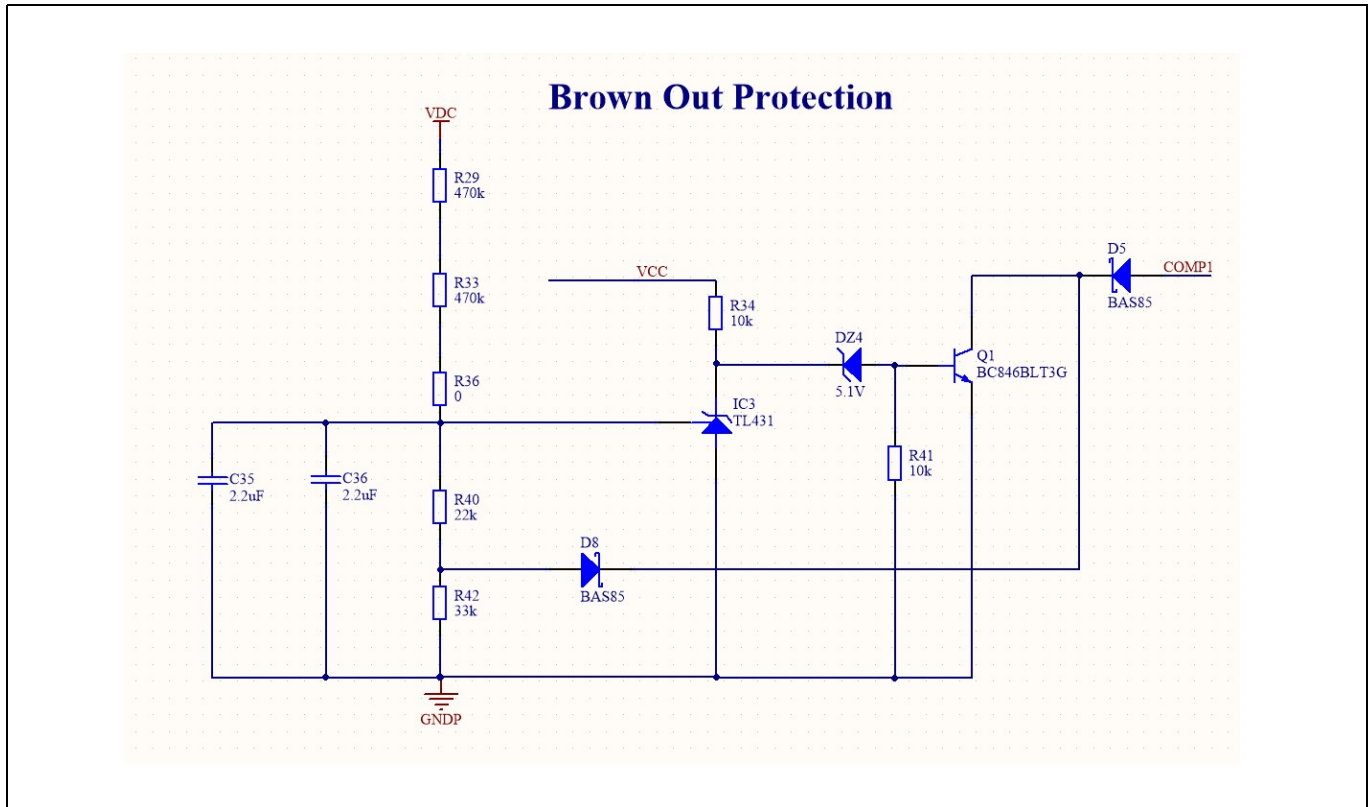 Brown Out Protection
VDC
R29
470k
R33
470k
R36
0
VCC
R34
10k
D5
COMP1
BAS85
DZ4
5.1V
Q1
BC846BLT3G
IC3
TL431
C35
2.2uF
C36
2.2uF
R40
22k
R41
10k
D8
BAS85
R42
33k
GNDP